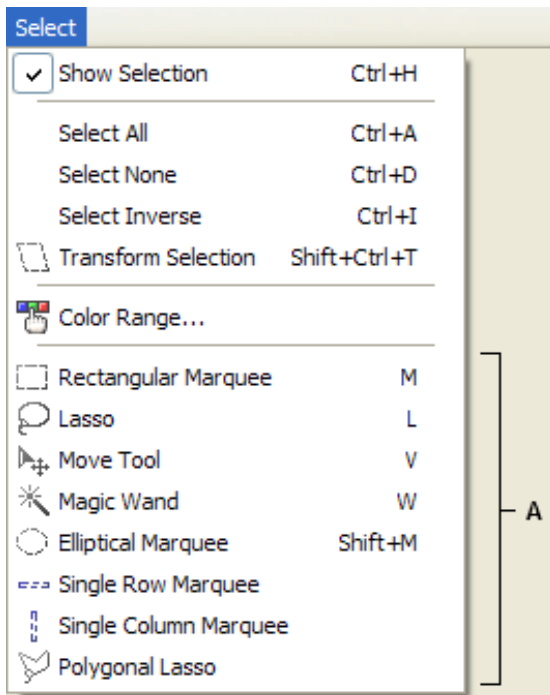 Select
Show Selection Ctrl+H
Select All Ctrl+A
Select None Ctrl+D
Select Inverse Ctrl+I
Transform Selection Shift+Ctrl+T
Color Range...
Rectangular Marquee M
Lasso L
Move Tool V
Magic Wand W
A
Elliptical Marquee Shift+M
Single Row Marquee
Single Column Marquee
Polygonal Lasso